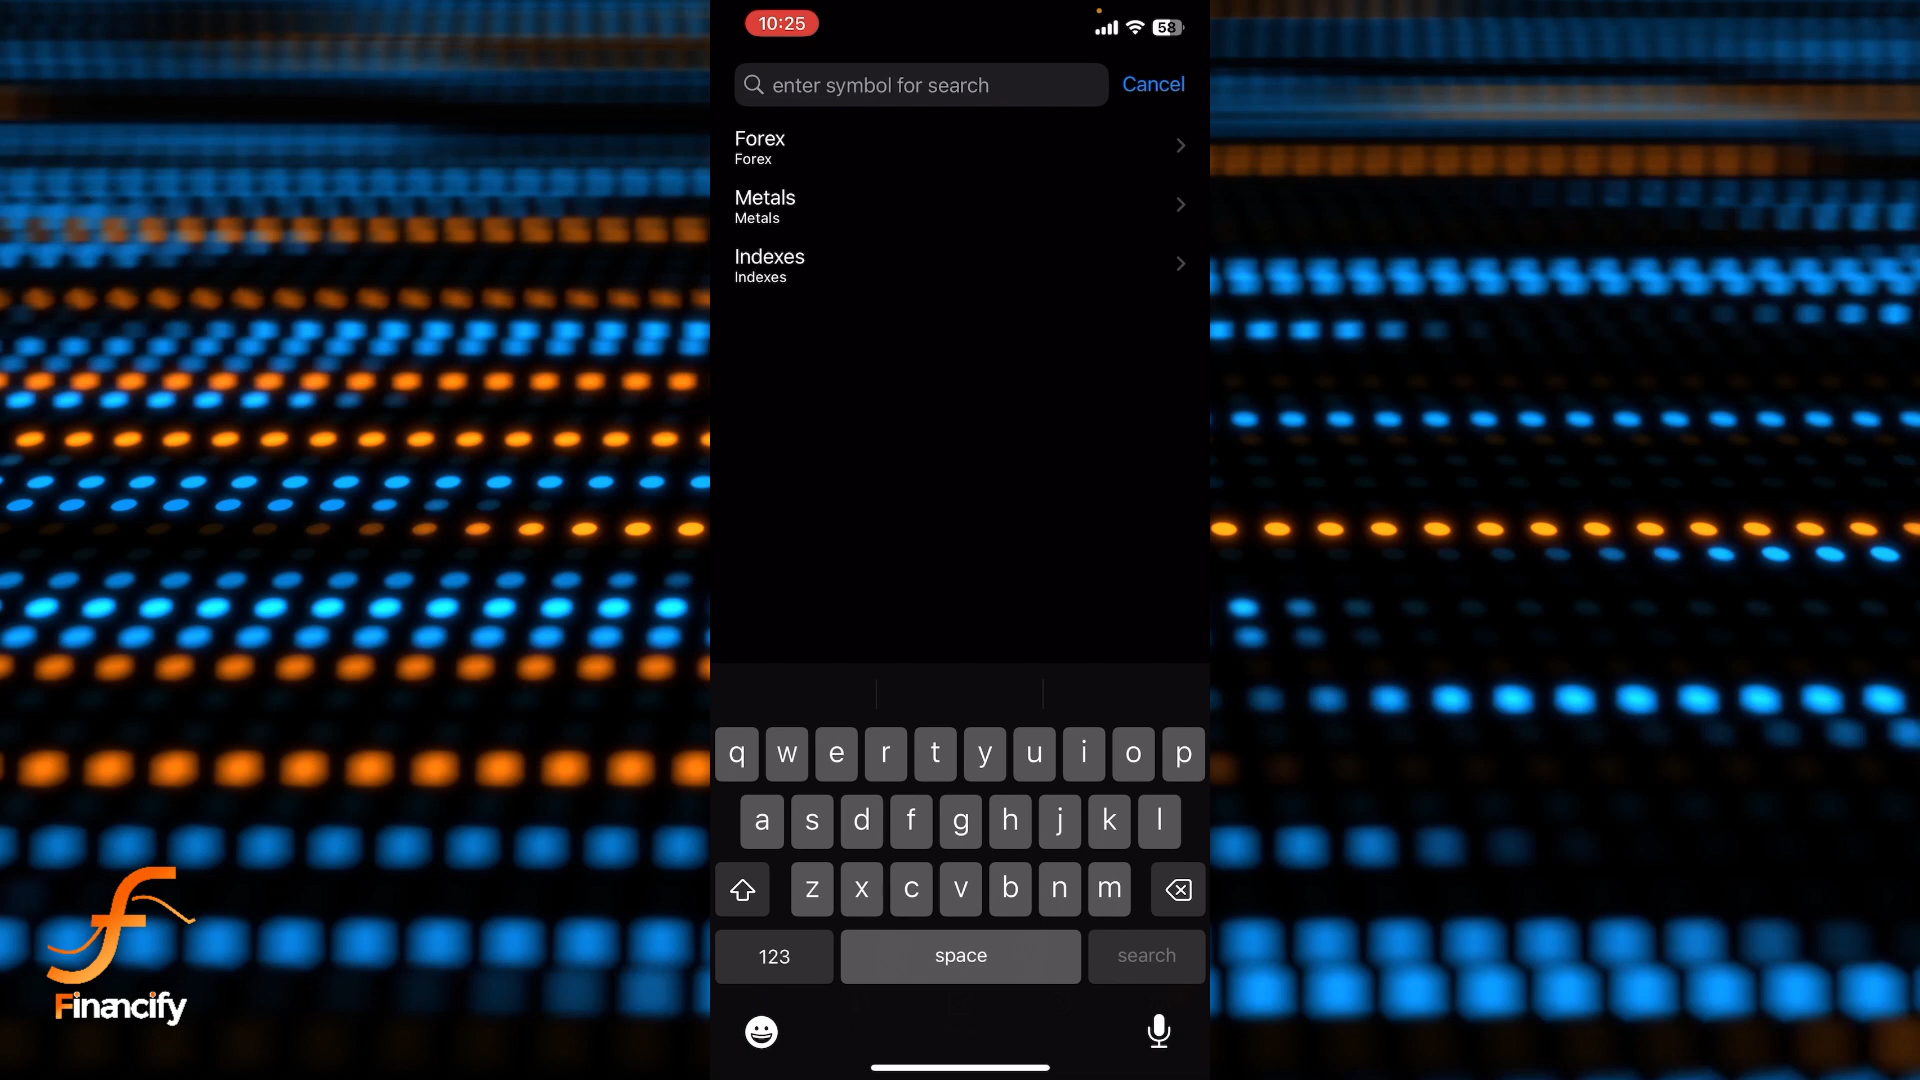 10:25
58
enter symbol for search
Cancel
Forex
Forex
Metals
Metals
Indexes
Indexes
q w e r t y u i o p
a s d f g h j k l
z x c v b n m
123 space search
Financify